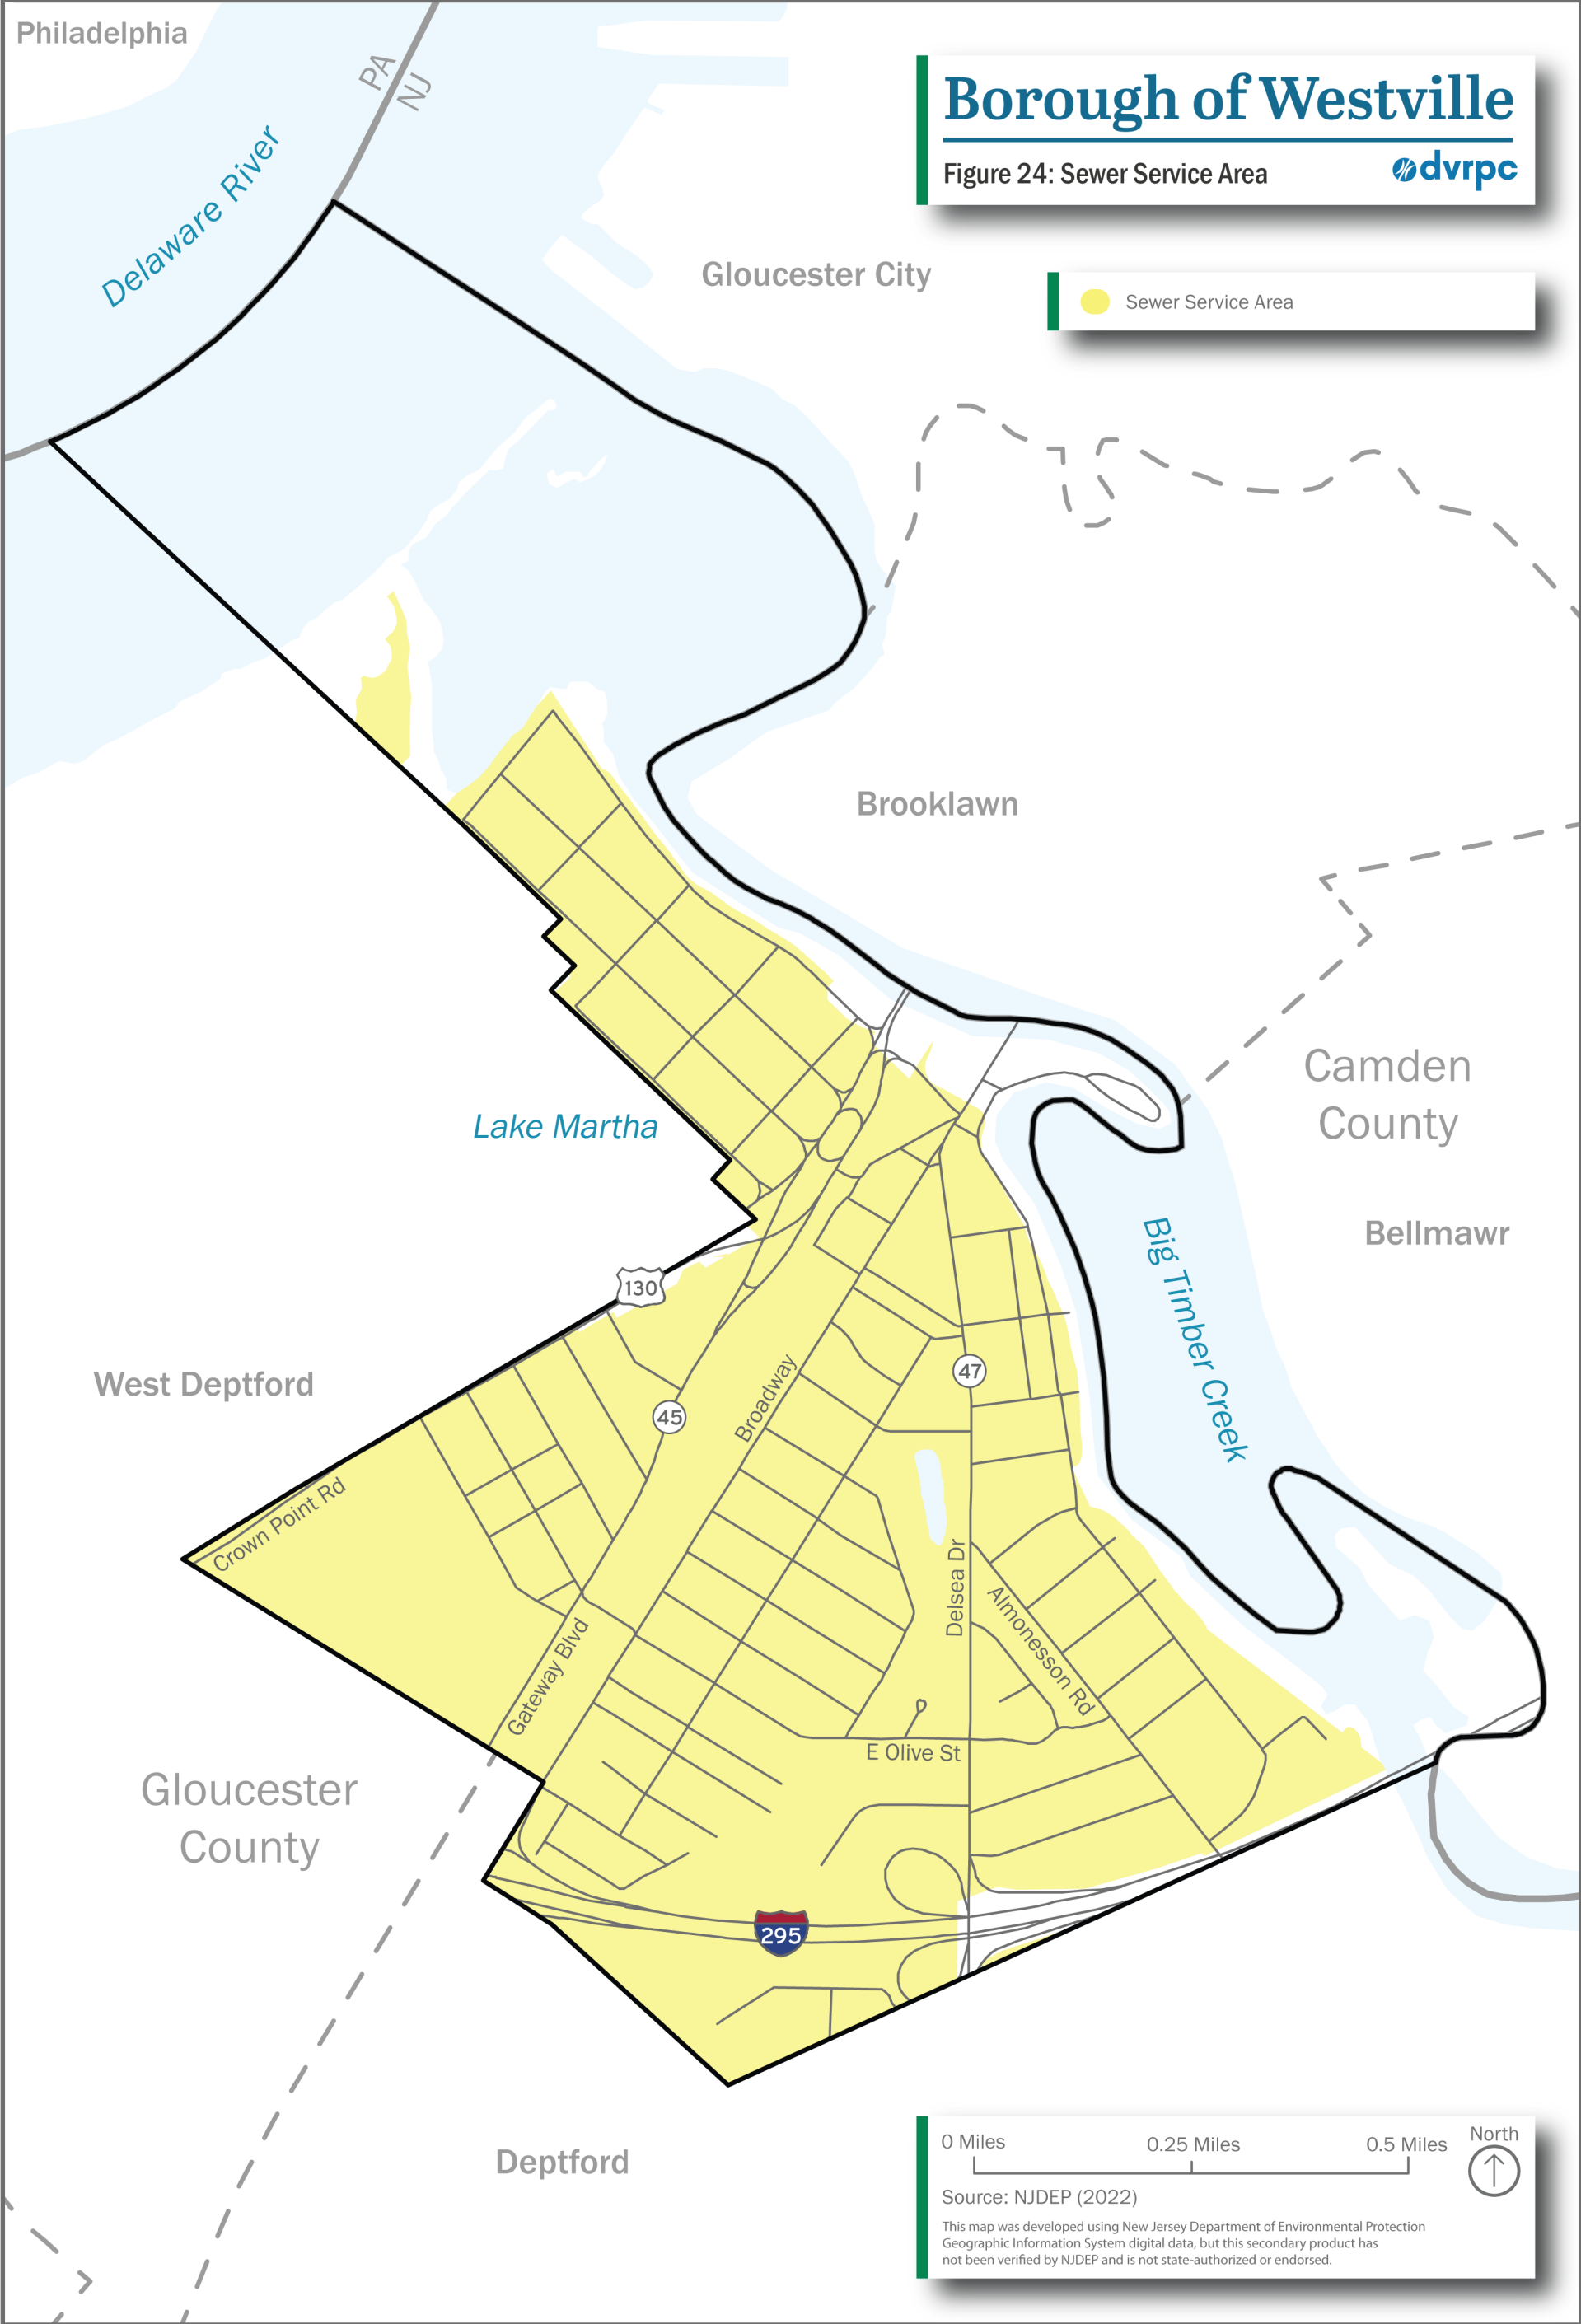 Philadelphia
PA
NJ
Borough of Westville
Figure 24: Sewer Service Area
dvrpc
Delaware River
Gloucester City
Sewer Service Area
Brooklawn
Camden
County
Lake Martha
Bellmawr
Big Timber Creek
130
West Deptford
47
45
Broadway
Crown Point Rd
Delsea Dr
Almonesson Rd
Gateway Blvd
E Olive St
Gloucester
County
295
Deptford
0 Miles
0.25 Miles
0.5 Miles
North
Source: NJDEP (2022)
This map was developed using New Jersey Department of Environmental Protection
Geographic Information System digital data, but this secondary product has
not been verified by NJDEP and is not state-authorized or endorsed.